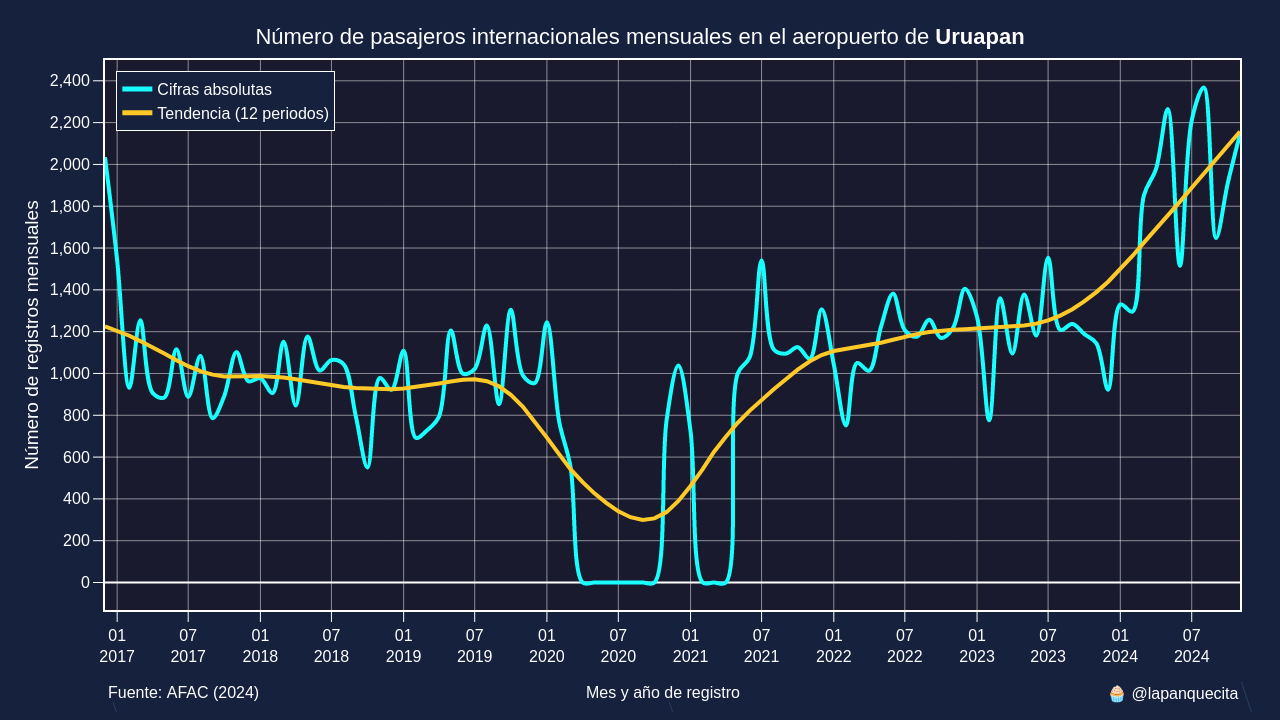 Número de pasajeros internacionales mensuales en el aeropuerto de Uruapan
Cifras absolutas
Tendencia (12 periodos)
Número de registros mensuales
2,400
2,200
2,000
1,800
1,600
1,400
1,200
1,000
800
600
400
200
0
01 07 01 07 01 07 01 07 01 07 01 07 01 07 01 07
2017 2017 2018 2018 2019 2019 2020 2020 2021 2021 2022 2022 2023 2023 2024 2024
Fuente: AFAC (2024) Mes y año de registro 🧁 @lapanquecita